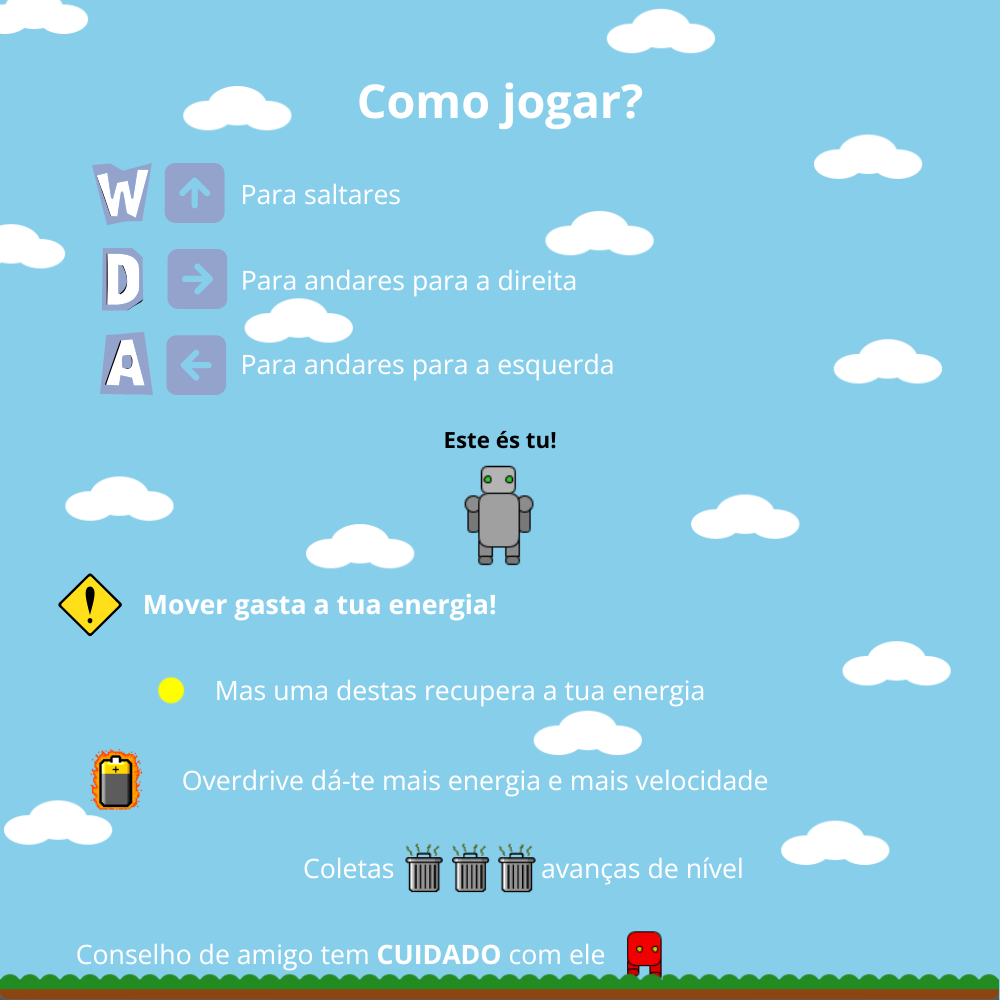 Como jogar?
W Para saltares
D Para andares para a direita
A Para andares para a esquerda
Este és tu!
! Mover gasta a tua energia!
Mas uma destas recupera a tua energia
+ Overdrive dá-te mais energia e mais velocidade
Coletas avanças de nível
Conselho de amigo tem CUIDADO com ele